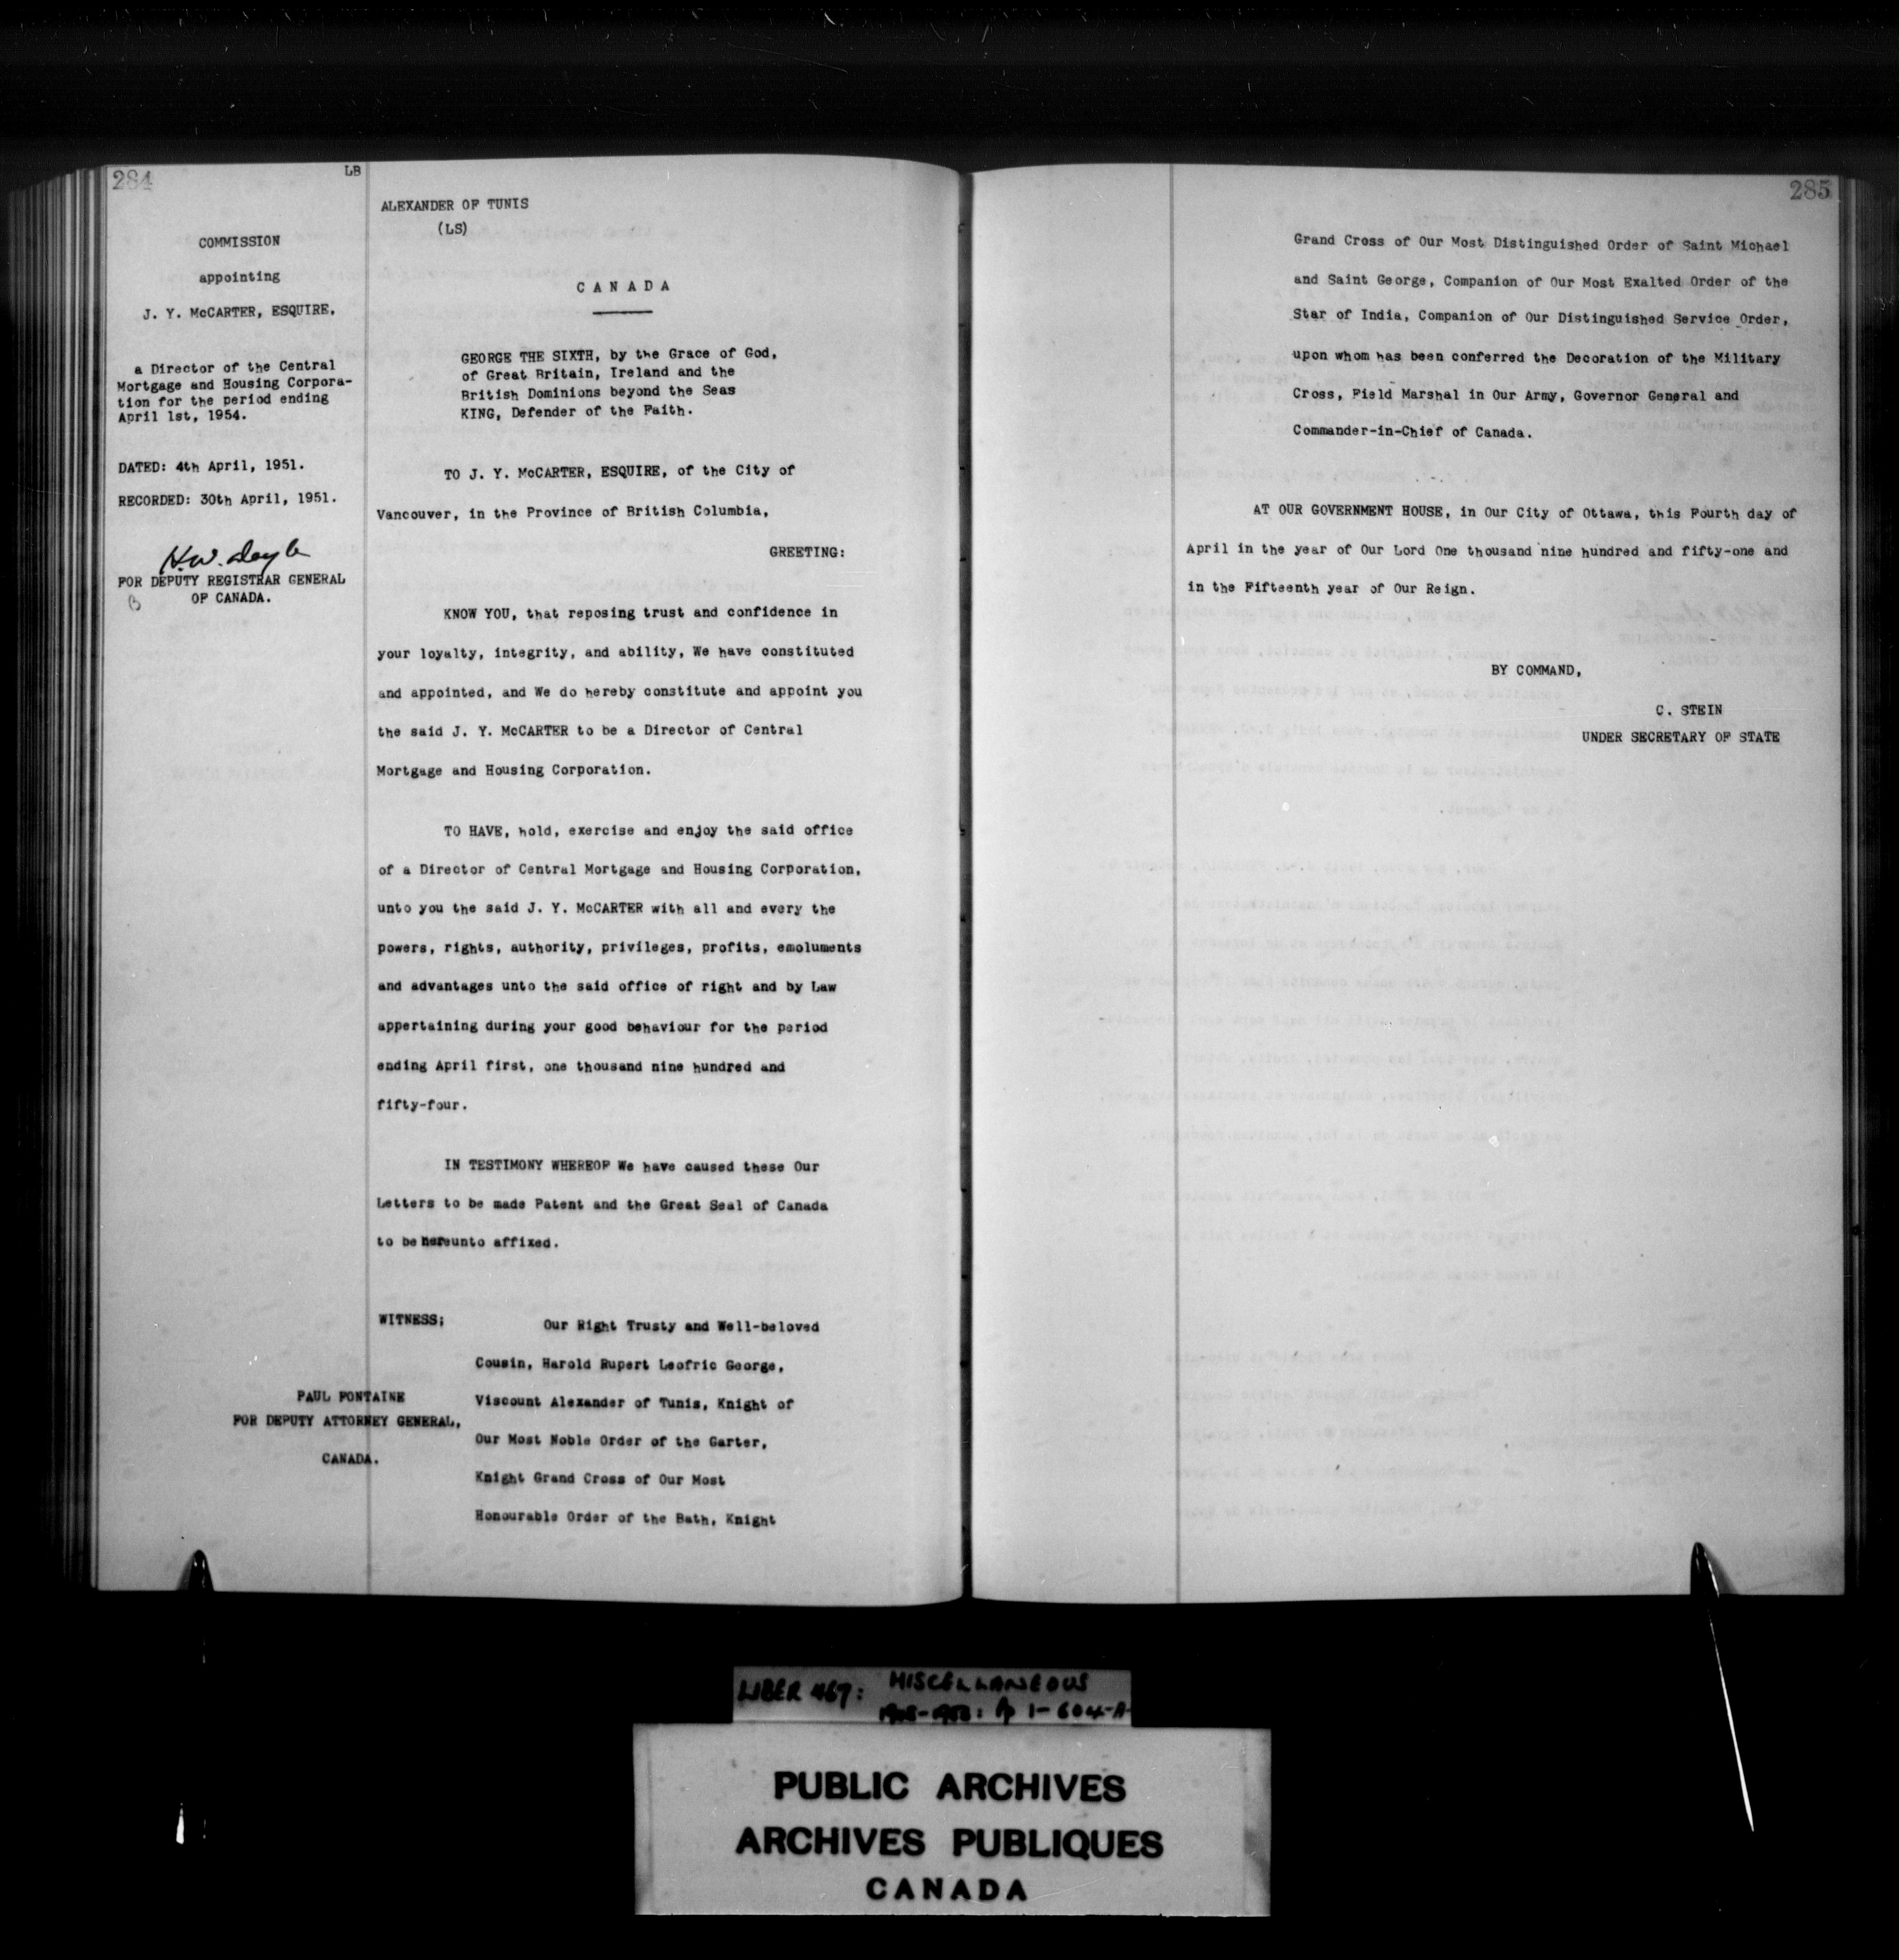 284
LB
COMMISSION
appointing
J. Y. McCARTER, ESQUIRE,
a Director of the Central
Mortgage and Housing Corpora-
tion for the period ending
April 1st, 1954.
DATED: 4th April, 1951.
RECORDED: 30th April, 1951.
H.W. Doyle
FOR DEPUTY REGISTRAR GENERAL
OF CANADA.
B
ALEXANDER OF TUNIS
(LS)
CANADA
GEORGE THE SIXTH, by the Grace of God,
of Great Britain, Ireland and the
British Dominions beyond the Seas
KING, Defender of the Faith.
TO J. Y. McCARTER, ESQUIRE, of the City of
Vancouver, in the Province of British Columbia,
GREETING:
KNOW YOU, that reposing trust and confidence in
your loyalty, integrity, and ability, We have constituted
and appointed, and We do hereby constitute and appoint you
the said J. Y. McCARTER to be a Director of Central
Mortgage and Housing Corporation.
TO HAVE, hold, exercise and enjoy the said office
of a Director of Central Mortgage and Housing Corporation,
unto you the said J. Y. McCARTER with all and every the
powers, rights, authority, privileges, profits, emoluments
and advantages unto the said office of right and by Law
appertaining during your good behaviour for the period
ending April first, one thousand nine hundred and
fifty-four.
IN TESTIMONY WHEREOF We have caused these Our
Letters to be made Patent and the Great Seal of Canada
to be hereunto affixed.
WITNESS; Our Right Trusty and Well-beloved
Cousin, Harold Rupert Leofric George,
Viscount Alexander of Tunis, Knight of
Our Most Noble Order of the Garter,
Knight Grand Cross of Our Most
Honourable Order of the Bath, Knight
PAUL FONTAINE
FOR DEPUTY ATTORNEY GENERAL,
CANADA.
285
Grand Cross of Our Most Distinguished Order of Saint Michael
and Saint George, Companion of Our Most Exalted Order of the
Star of India, Companion of Our Distinguished Service Order,
upon whom has been conferred the Decoration of the Military
Cross, Field Marshal in Our Army, Governor General and
Commander-in-Chief of Canada.
AT OUR GOVERNMENT HOUSE, in Our City of Ottawa, this Fourth day of
April in the year of Our Lord One thousand nine hundred and fifty-one and
in the Fifteenth year of Our Reign.
BY COMMAND,
C. STEIN
UNDER SECRETARY OF STATE
LIBER 467: MISCELLANEOUS
1-604-A
PUBLIC ARCHIVES
ARCHIVES PUBLIQUES
CANADA